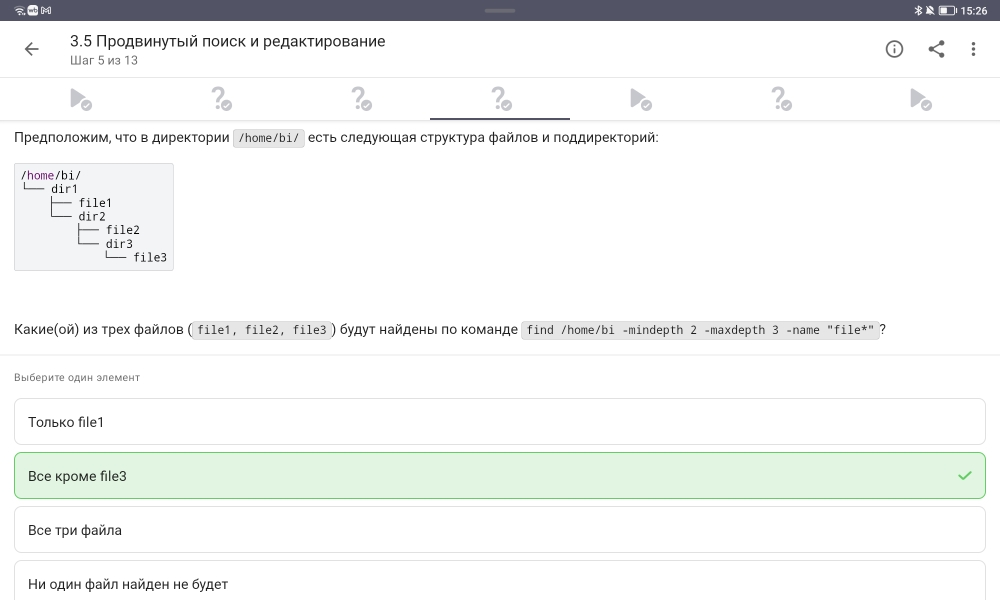 15:26
3.5 Продвинутый поиск и редактирование
Шаг 5 из 13
Предположим, что в директории /home/bi/ есть следующая структура файлов и поддиректорий:
/home/bi/
└── dir1
├── file1
└── dir2
├── file2
└── dir3
└── file3
Какие(ой) из трех файлов (file1, file2, file3) будут найдены по команде find /home/bi -mindepth 2 -maxdepth 3 -name "file*"?
Выберите один элемент
Только file1
Все кроме file3
Все три файла
Ни один файл найден не будет